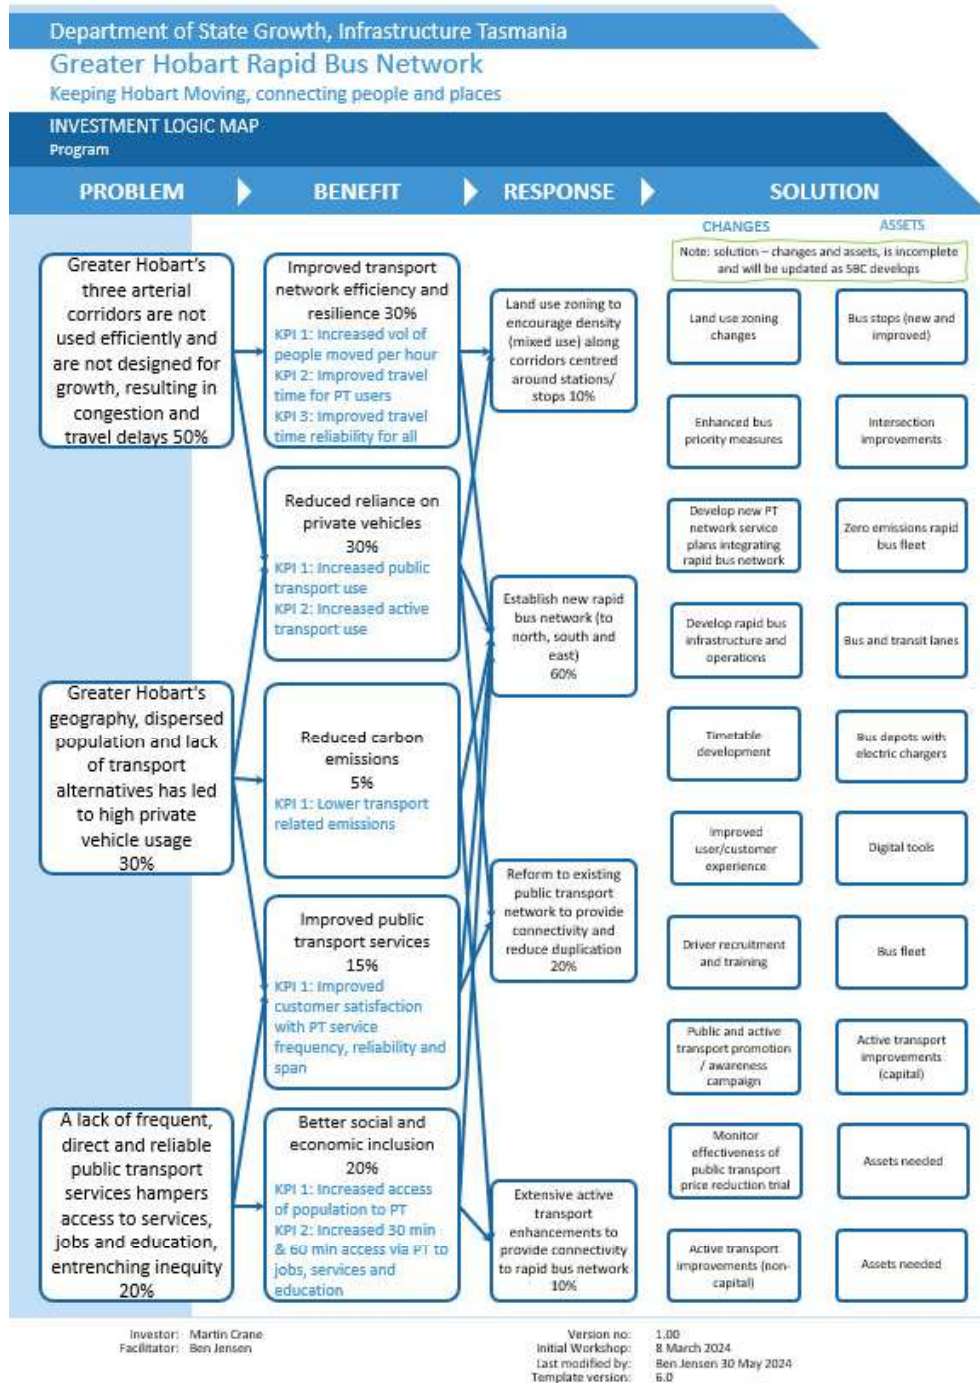 Department of State Growth, Infrastructure Tasmania
Greater Hobart Rapid Bus Network
Keeping Hobart Moving, connecting people and places
INVESTMENT LOGIC MAP
Program
PROBLEM
BENEFIT
RESPONSE
SOLUTION
CHANGES
ASSETS
Note: solution – changes and assets, is incomplete
and will be updated as SBC develops
Greater Hobart's
three arterial
corridors are not
used efficiently and
are not designed for
growth, resulting in
congestion and
travel delays 50%
Greater Hobart's
geography, dispersed
population and lack
of transport
alternatives has led
to high private
vehicle usage
30%
A lack of frequent,
direct and reliable
public transport
services hampers
access to services,
jobs and education,
entrenching inequity
20%
Improved transport
network efficiency and
resilience 30%
KPI 1: Increased vol of
people moved per hour
KPI 2: Improved travel
time for PT users
KPI 3: Improved travel
time reliability for all
Reduced reliance on
private vehicles
30%
KPI 1: Increased public
transport use
KPI 2: Increased active
transport use
Reduced carbon
emissions
5%
KPI 1: Lower transport
related emissions
Improved public
transport services
15%
KPI 1: Improved
customer satisfaction
with PT service
frequency, reliability and
span
Better social and
economic inclusion
20%
KPI 1: Increased access
of population to PT
KPI 2: Increased 30 min
& 60 min access via PT to
jobs, services and
education
Land use zoning to
encourage density
(mixed use) along
corridors centred
around stations/
stops 10%
Establish new rapid
bus network (to
north, south and
east)
60%
Reform to existing
public transport
network to provide
connectivity and
reduce duplication
20%
Extensive active
transport
enhancements to
provide connectivity
to rapid bus network
10%
Land use zoning
changes
Enhanced bus
priority measures
Develop new PT
network service
plans integrating
rapid bus network
Develop rapid bus
infrastructure and
operations
Timetable
development
Improved
user/customer
experience
Driver recruitment
and training
Public and active
transport promotion
/ awareness
campaign
Monitor
effectiveness of
public transport
price reduction trial
Active transport
improvements (non-
capital)
Bus stops (new and
improved)
Intersection
improvements
Zero emissions rapid
bus fleet
Bus and transit lanes
Bus depots with
electric chargers
Digital tools
Bus fleet
Active transport
improvements
(capital)
Assets needed
Assets needed
Investor: Martin Crane
Facilitator: Ben Jensen
Version no: 1.00
Initial Workshop: 8 March 2024
Last modified by: Ben Jensen 30 May 2024
Template version: 6.0